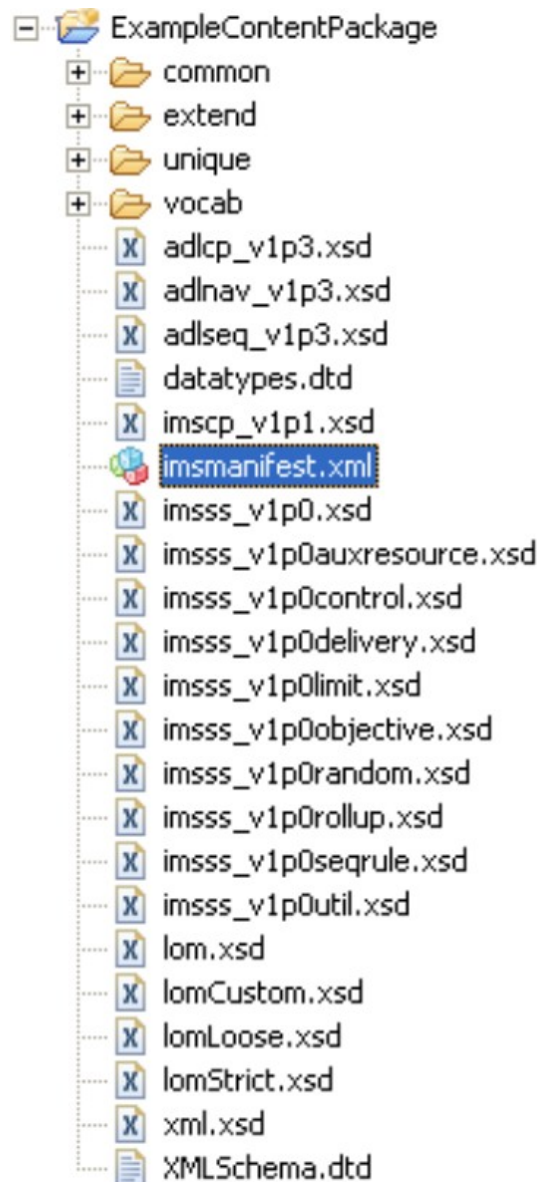 ExampleContentPackage
common
extend
unique
vocab
adlcp_v1p3.xsd
adlnav_v1p3.xsd
adlseq_v1p3.xsd
datatypes.dtd
imscp_v1p1.xsd
imsmanifest.xml
imsss_v1p0.xsd
imsss_v1p0auxresource.xsd
imsss_v1p0control.xsd
imsss_v1p0delivery.xsd
imsss_v1p0limit.xsd
imsss_v1p0objective.xsd
imsss_v1p0random.xsd
imsss_v1p0rollup.xsd
imsss_v1p0seqrule.xsd
imsss_v1p0util.xsd
lom.xsd
lomCustom.xsd
lomLoose.xsd
lomStrict.xsd
xml.xsd
XMLSchema.dtd